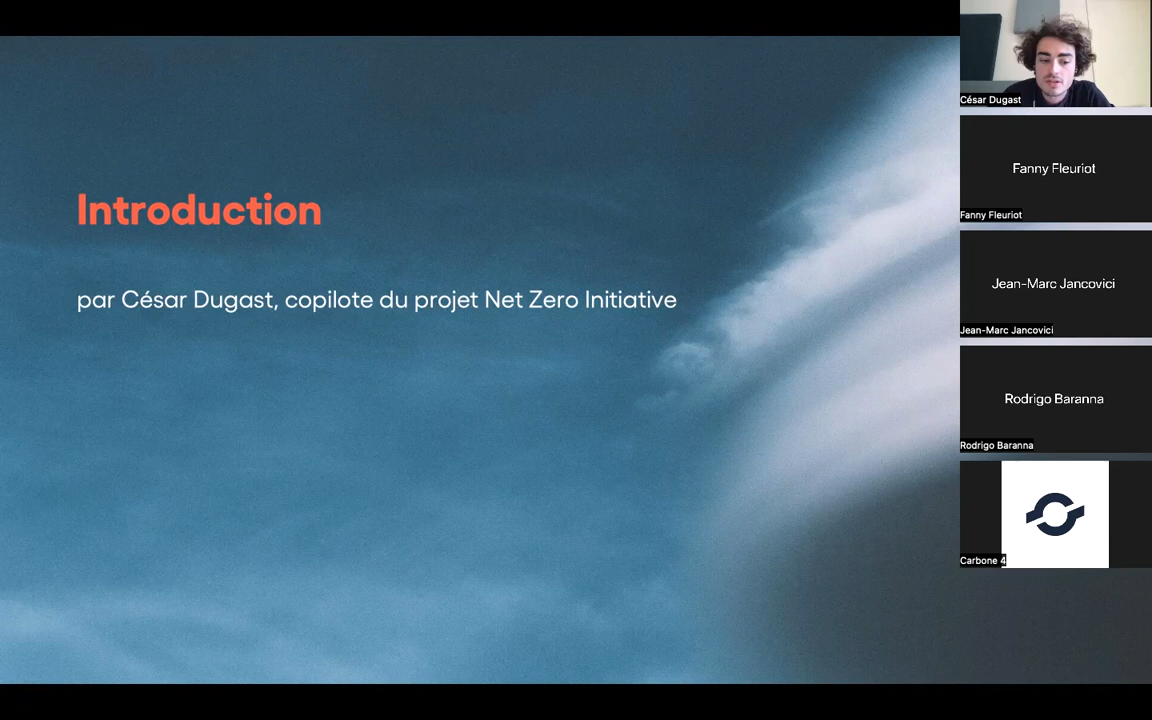 Introduction
par César Dugast, copilote du projet Net Zero Initiative
César Dugast
Fanny Fleuriot
Fanny Fleuriot
Jean-Marc Jancovici
Jean-Marc Jancovici
Rodrigo Baranna
Rodrigo Baranna
Carbone 4